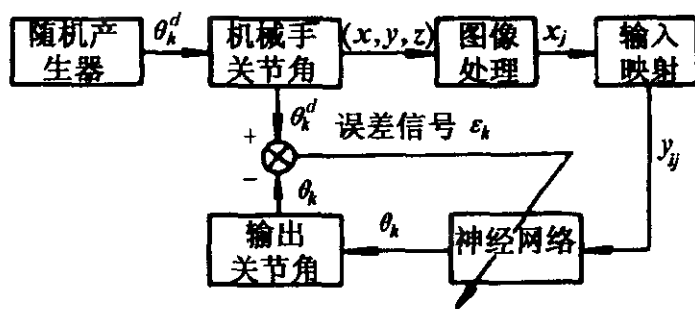 随机产
生器
θ_k^d
机械手
关节角
(x,y,z)
图像
处理
x_j
输入
映射
θ_k^d
误差信号 ε_k
+
−
y_ij
θ_k
输出
关节角
θ_k
神经网络